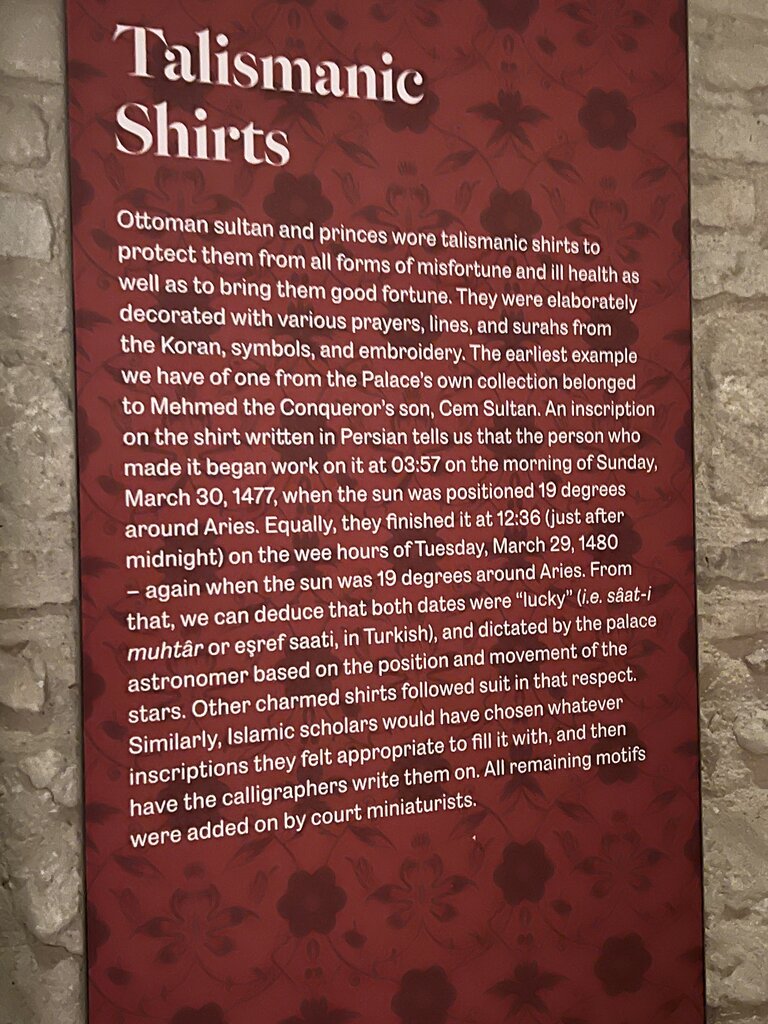 Talismanic
Shirts
Ottoman sultan and princes wore talismanic shirts to
protect them from all forms of misfortune and ill health as
well as to bring them good fortune. They were elaborately
decorated with various prayers, lines, and surahs from
the Koran, symbols, and embroidery. The earliest example
we have of one from the Palace's own collection belonged
to Mehmed the Conqueror's son, Cem Sultan. An inscription
on the shirt written in Persian tells us that the person who
made it began work on it at 03:57 on the morning of Sunday,
March 30, 1477, when the sun was positioned 19 degrees
around Aries. Equally, they finished it at 12:36 (just after
midnight) on the wee hours of Tuesday, March 29, 1480
– again when the sun was 19 degrees around Aries. From
that, we can deduce that both dates were “lucky” (i.e. sâat-i
muhtâr or eşref saati, in Turkish), and dictated by the palace
astronomer based on the position and movement of the
stars. Other charmed shirts followed suit in that respect.
Similarly, Islamic scholars would have chosen whatever
inscriptions they felt appropriate to fill it with, and then
have the calligraphers write them on. All remaining motifs
were added on by court miniaturists.